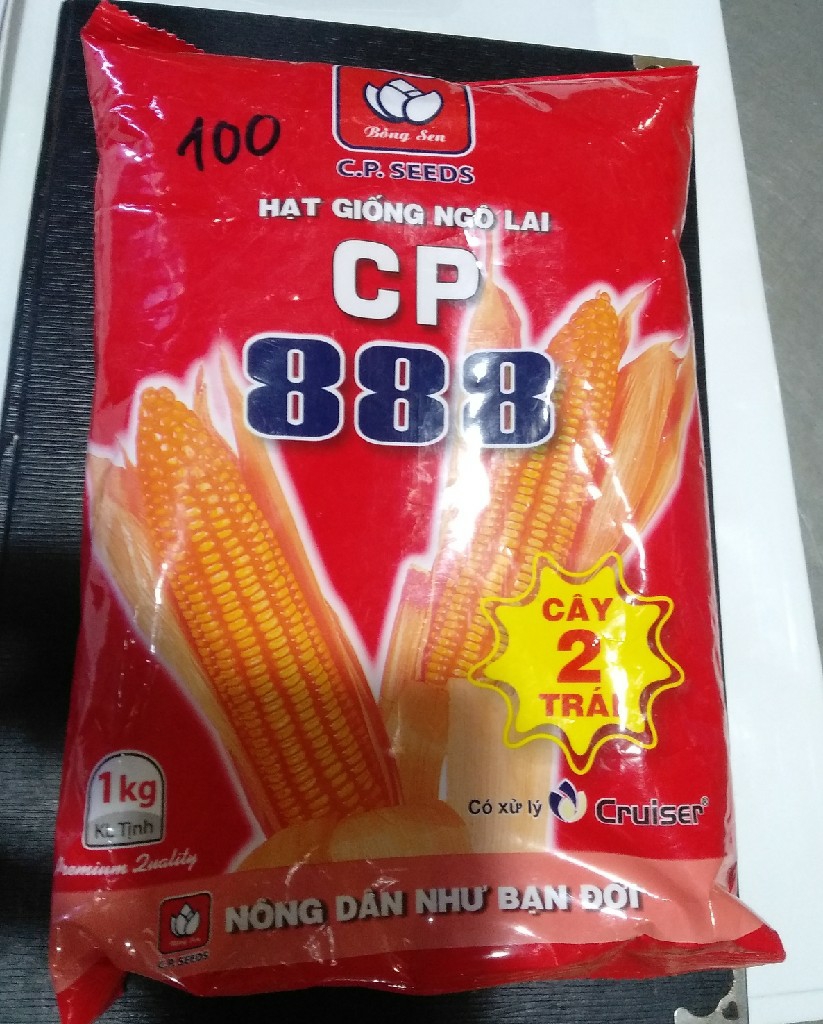 100
Bông Sen
C.P. SEEDS
HẠT GIỐNG NGÔ LAI
CP
888
CÂY
2
TRÁI
1kg
KL Tịnh
Có xử lý Cruiser®
Premium Quality
NÔNG DÂN NHƯ BẠN ĐỜI
C.P. SEEDS